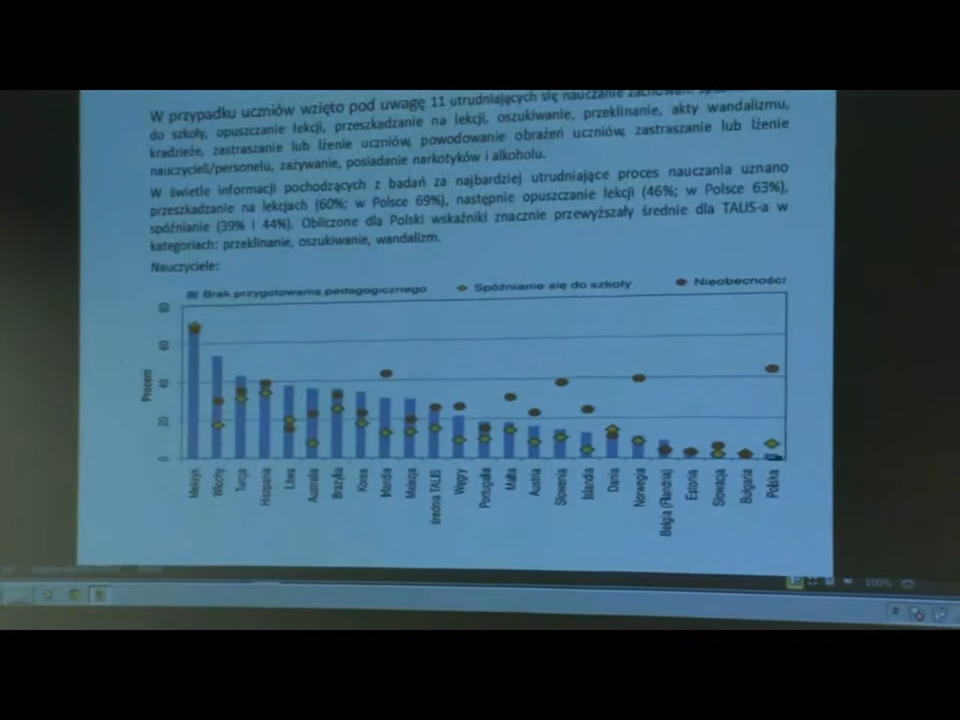 W przypadku uczniów wzięto pod uwagę 11 utrudniających się nauczanie
do szkoły, opuszczanie lekcji, przeszkadzanie na lekcji, oszukiwanie, przeklinanie, akty wandalizmu,
kradzieże, zastraszanie lub lżenie uczniów, powodowanie obrażeń uczniów, zastraszanie lub lżenie
nauczycieli/personelu, zażywanie, posiadanie narkotyków i alkoholu.
W świetle informacji pochodzących z badań za najbardziej utrudniające proces nauczania uznano
przeszkadzanie na lekcjach (60%; w Polsce 69%), następnie opuszczanie lekcji (46%; w Polsce 63%),
spóźnianie (39% i 44%). Obliczone dla Polski wskaźniki znacznie przewyższały średnie dla TALIS-a w
kategoriach: przeklinanie, oszukiwanie, wandalizm.
Nauczyciele:
Brak przygotowania pedagogicznego Spóźnianie się do szkoły Nieobecności
80
60
40
20
0
Procent
Meksyk
Włochy
Turcja
Hiszpania
Litwa
Australia
Brazylia
Korea
Irlandia
Malezja
średnia TALIS
Węgry
Portugalia
Malta
Austria
Słowenia
Islandia
Dania
Norwegia
Belgia (Flandria)
Estonia
Słowacja
Bułgaria
Polska
100%